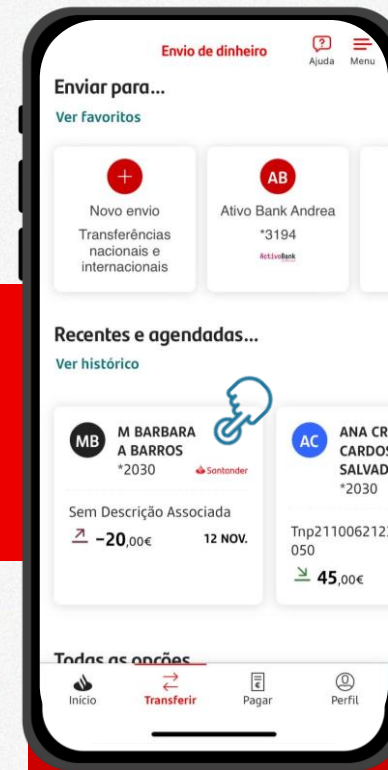 Envio de dinheiro
?
Ajuda
Menu
Enviar para...
Ver favoritos
+
Novo envio
Transferências
nacionais e
internacionais
AB
Ativo Bank Andrea
*3194
ActivoBank
Recentes e agendadas...
Ver histórico
MB
M BARBARA
A BARROS
*2030
Santander
Sem Descrição Associada
-20,00€
12 NOV.
AC
ANA CR
CARDOS
SALVAD
*2030
050
45,00€
Todas as opções
Início
Transferir
€
Pagar
Perfil